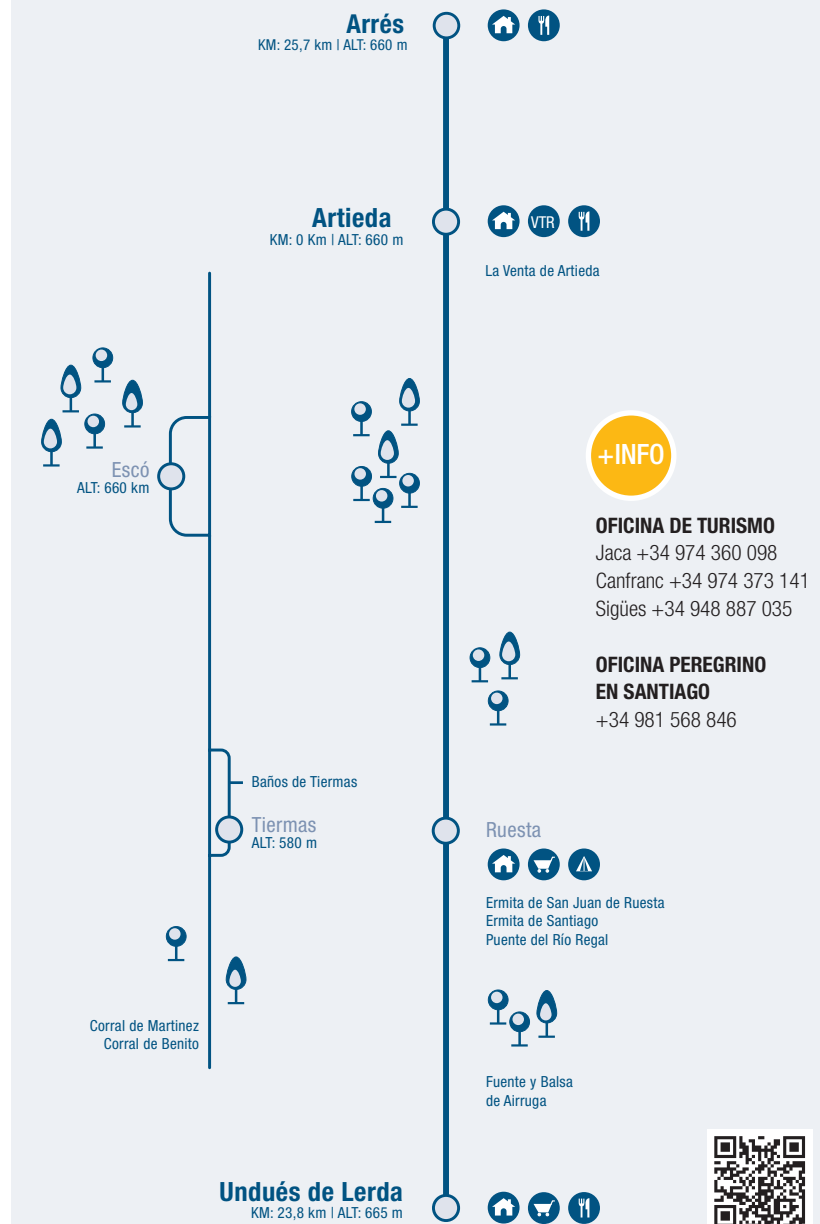 Arrés
KM: 25,7 km | ALT: 660 m
Artieda
KM: 0 Km | ALT: 660 m
VTR
La Venta de Artieda
Escó
ALT: 660 km
+INFO
OFICINA DE TURISMO
Jaca +34 974 360 098
Canfranc +34 974 373 141
Sigües +34 948 887 035
OFICINA PEREGRINO
EN SANTIAGO
+34 981 568 846
Baños de Tiermas
Tiermas
ALT: 580 m
Ruesta
Ermita de San Juan de Ruesta
Ermita de Santiago
Puente del Río Regal
Corral de Martinez
Corral de Benito
Fuente y Balsa
de Airruga
Undués de Lerda
KM: 23,8 km | ALT: 665 m